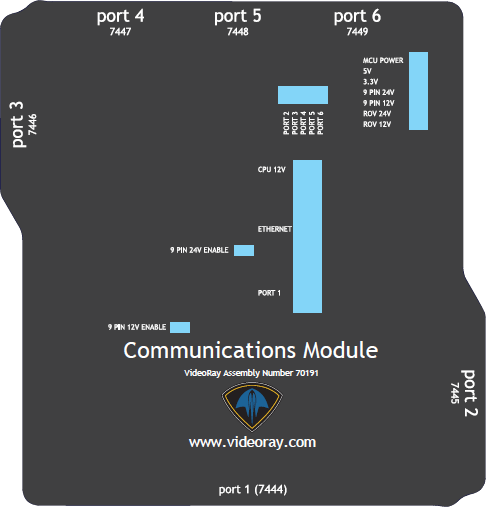 port 4
7447
port 5
7448
port 6
7449
port 3
7446
MCU POWER
5V
3.3V
9 PIN 24V
9 PIN 12V
ROV 24V
ROV 12V
PORT 2
PORT 3
PORT 4
PORT 5
PORT 6
CPU 12V
ETHERNET
9 PIN 24V ENABLE
PORT 1
9 PIN 12V ENABLE
Communications Module
VideoRay Assembly Number 70191
port 2
7445
www.videoray.com
port 1 (7444)